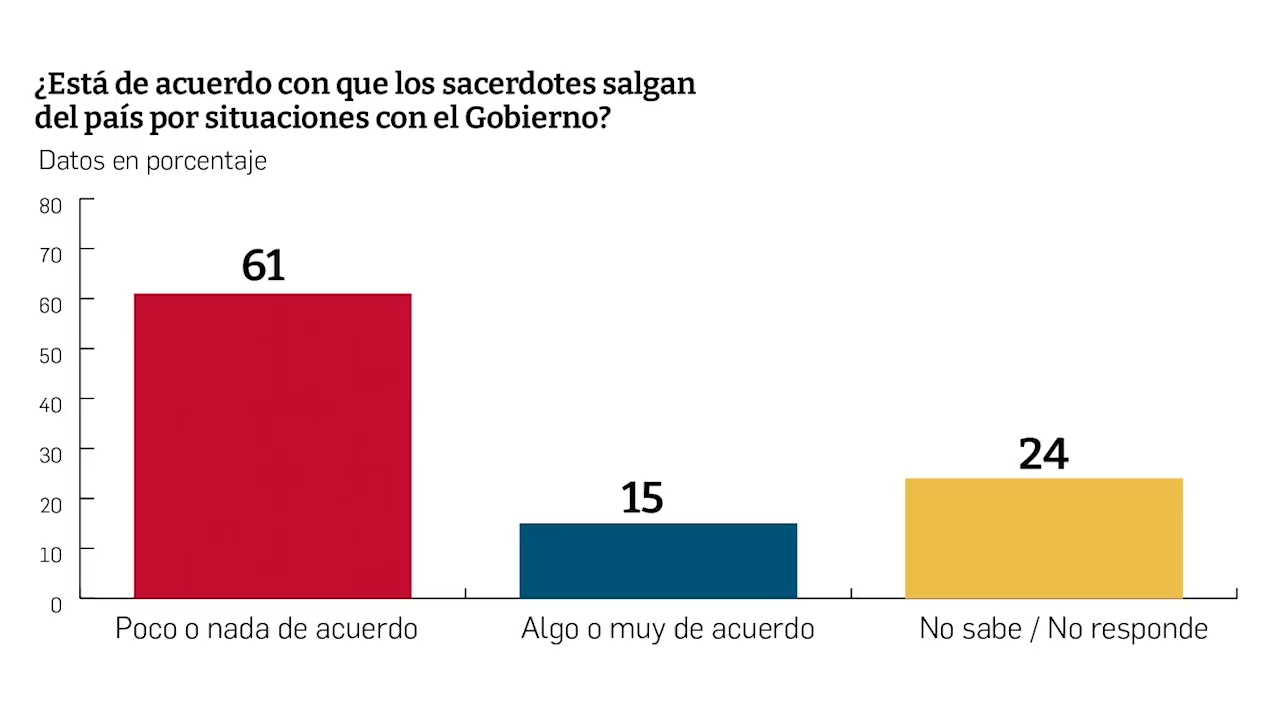 ¿Está de acuerdo con que los sacerdotes salgan
del país por situaciones con el Gobierno?
Datos en porcentaje
80
70
60
50
40
30
20
10
0
61
15
24
Poco o nada de acuerdo
Algo o muy de acuerdo
No sabe / No responde